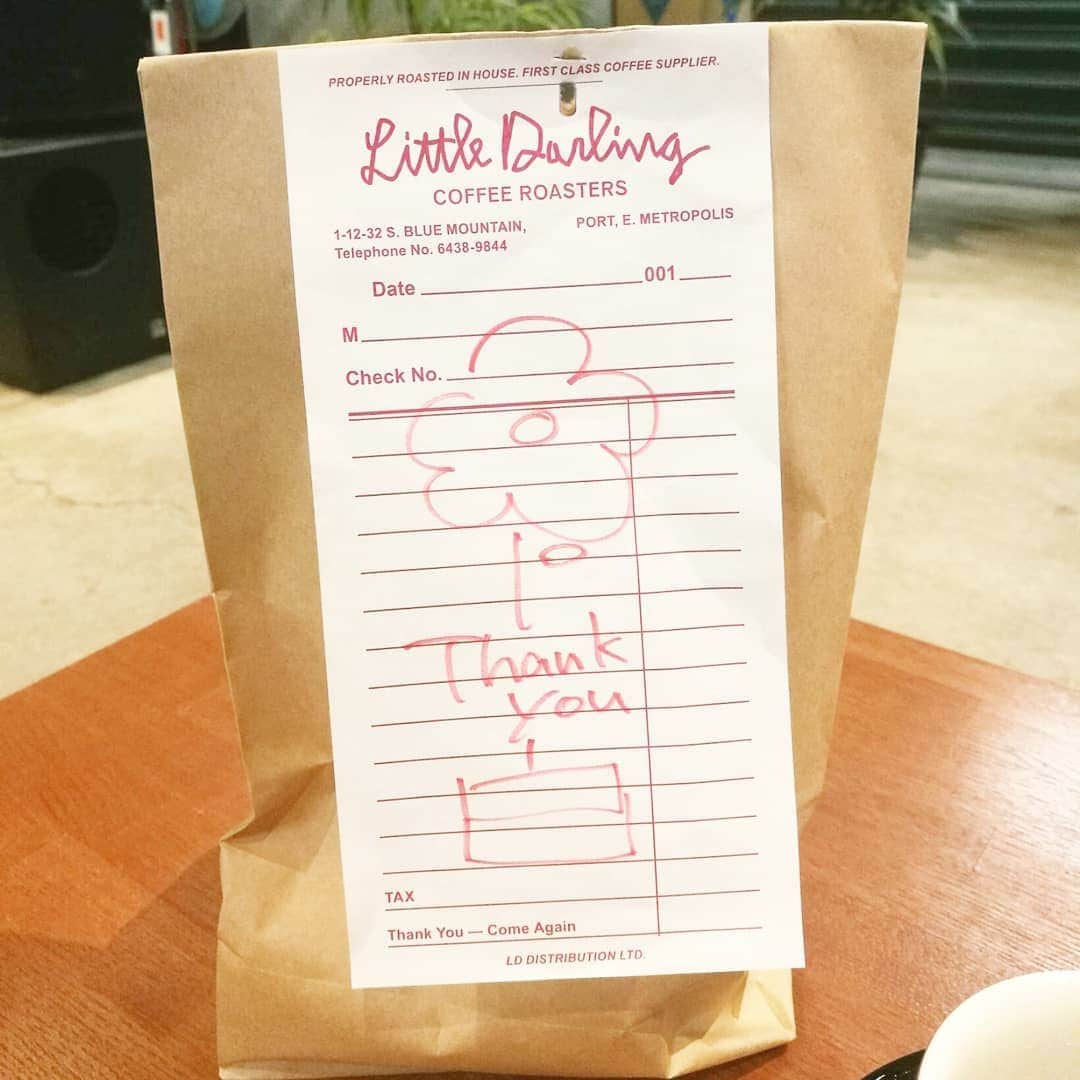 PROPERLY ROASTED IN HOUSE. FIRST CLASS COFFEE SUPPLIER.
Little Darling
COFFEE ROASTERS
1-12-32 S. BLUE MOUNTAIN, PORT, E. METROPOLIS
Telephone No. 6438-9844
Date 001
M
Check No.
Thank
you
TAX
Thank You — Come Again
LD DISTRIBUTION LTD.